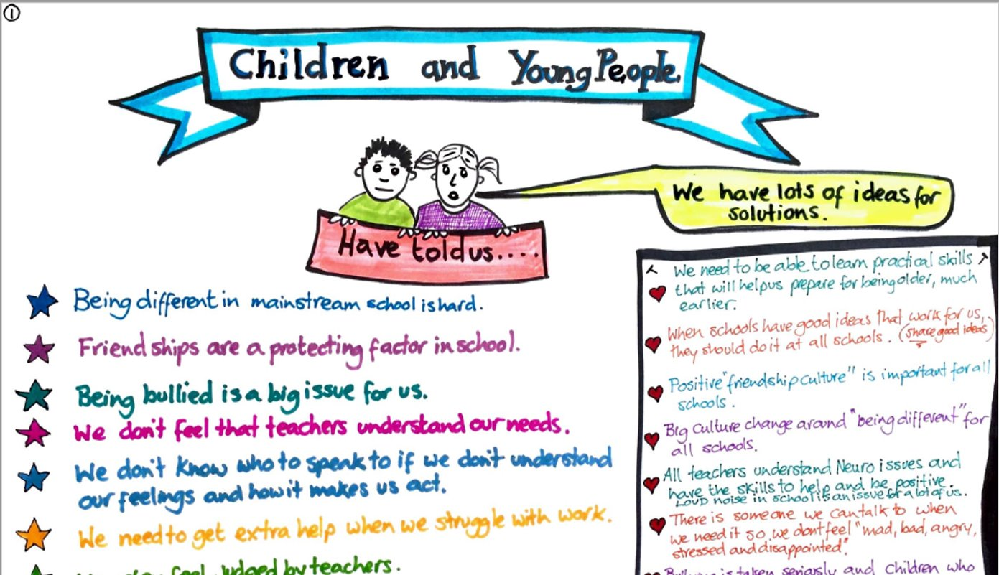 1
Children and Young People
We have lots of ideas for
solutions.
Have told us....
Being different in mainstream school is hard.
Friendships are a protecting factor in school.
Being bullied is a big issue for us.
We don't feel that teachers understand our needs.
We don't know who to speak to if we don't understand
our feelings and how it makes us act.
We need to get extra help when we struggle with work.
feel judged by teachers.
We need to be able to learn practical skills
that will help us prepare for being older, much
earlier.
When schools have good ideas that work for us,
they should do it at all schools. (share good ideas)
Positive "friendship culture" is important for all
schools.
Big Culture change around "being different" for
all schools.
All teachers understand Neuro issues and
have the skills to help and be positive.
Loud noise in school is an issue for a lot of us..
There is someone we can talk to when
we need it so we dont feel "mad, bad, angry,
stressed and disappointed".
Bullying is taken seriously and children who